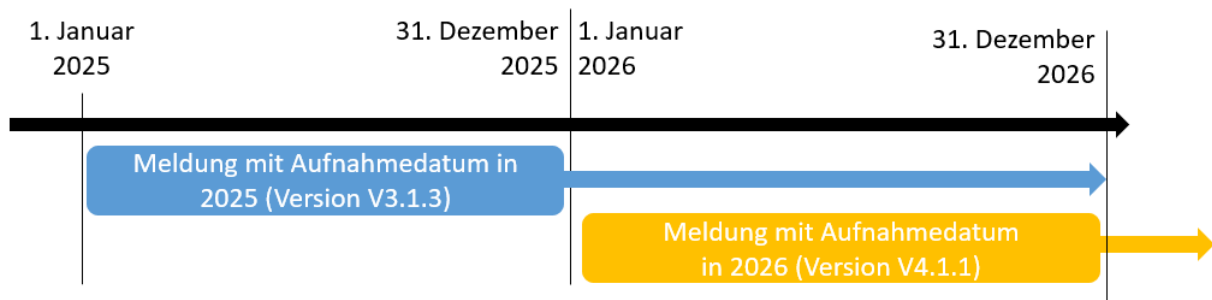 1. Januar
2025
31. Dezember
2025
1. Januar
2026
31. Dezember
2026
Meldung mit Aufnahmedatum in
2025 (Version V3.1.3)
Meldung mit Aufnahmedatum
in 2026 (Version V4.1.1)